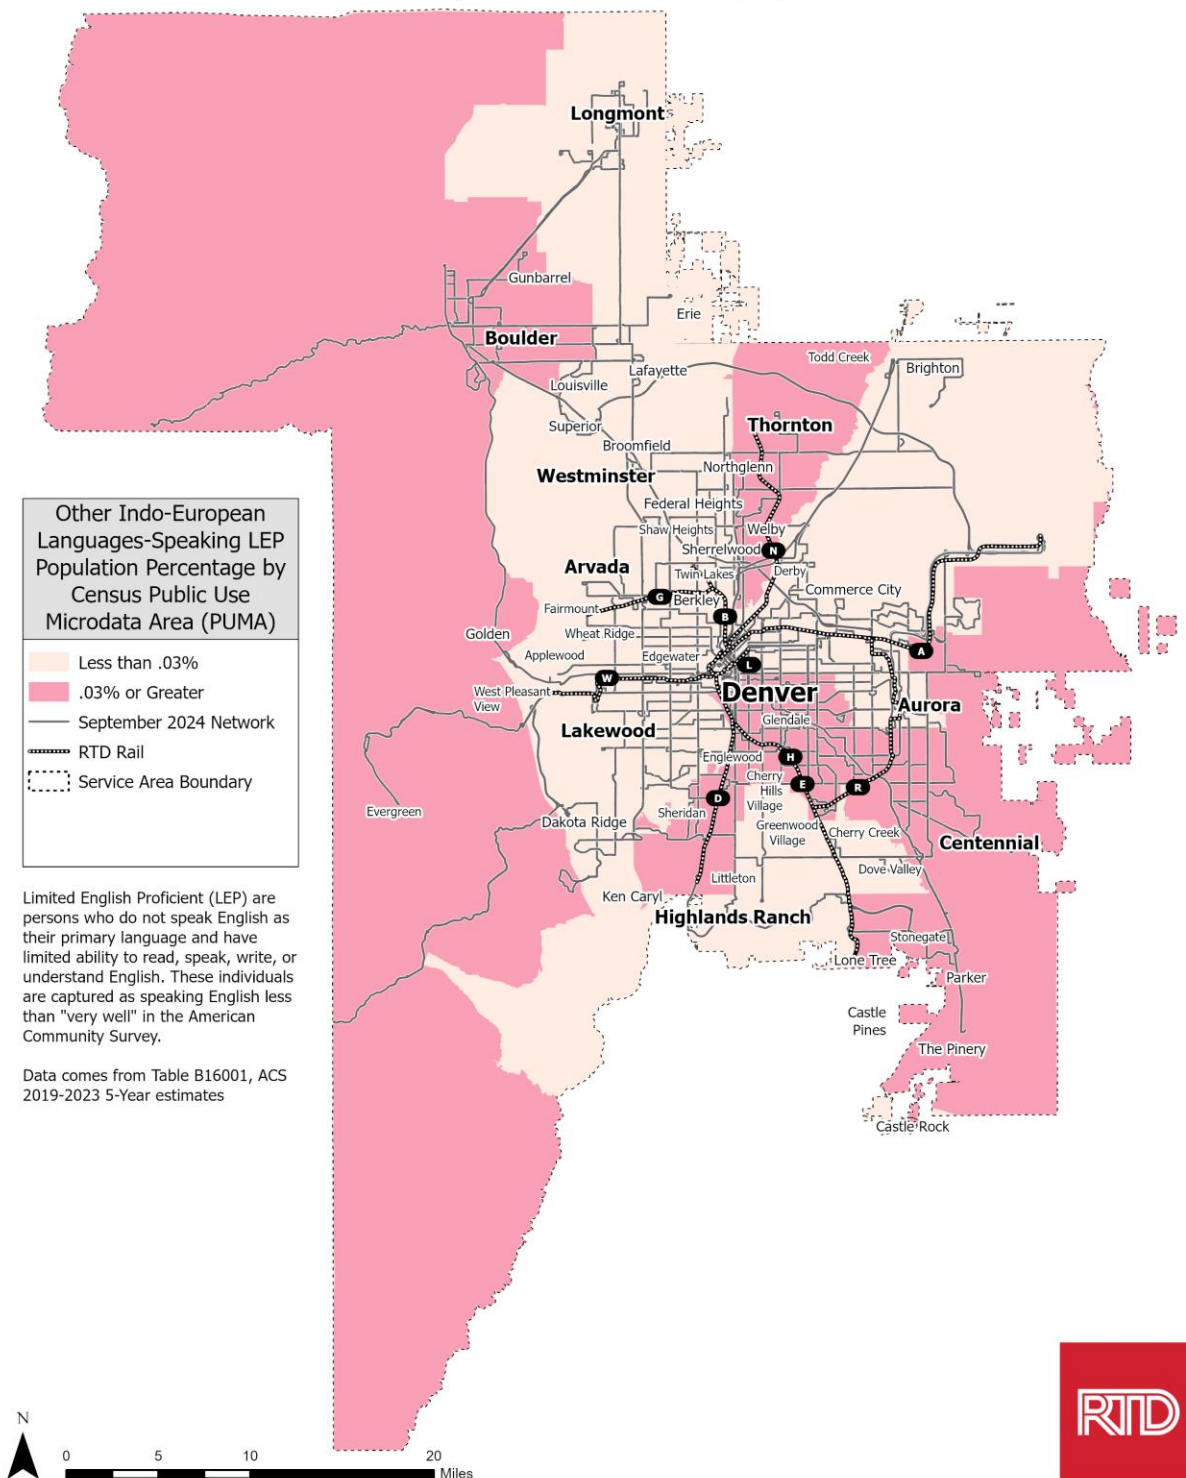 Longmont
Gunbarrel
Erie
Boulder
Todd Creek
Brighton
Lafayette
Louisville
Superior
Thornton
Broomfield
Westminster
Northglenn
Federal Heights
Shaw Heights
Welby
Sherrelwood
N
Arvada
Twin Lakes
Derby
Commerce City
G
Berkley
Fairmount
B
Golden
Wheat Ridge
Applewood
Edgewater
A
L
W
West Pleasant
View
Denver
Aurora
Glendale
Lakewood
Englewood
H
Cherry
Hills
Village
E
R
D
Evergreen
Sheridan
Dakota Ridge
Greenwood
Village
Cherry Creek
Centennial
Dove Valley
Littleton
Ken Caryl
Highlands Ranch
Stonegate
Lone Tree
Parker
Castle
Pines
The Pinery
Castle Rock
Other Indo-European
Languages-Speaking LEP
Population Percentage by
Census Public Use
Microdata Area (PUMA)
Less than .03%
.03% or Greater
September 2024 Network
RTD Rail
Service Area Boundary
Limited English Proficient (LEP) are
persons who do not speak English as
their primary language and have
limited ability to read, speak, write, or
understand English. These individuals
are captured as speaking English less
than "very well" in the American
Community Survey.
Data comes from Table B16001, ACS
2019-2023 5-Year estimates
N
0 5 10 20
Miles
RTD